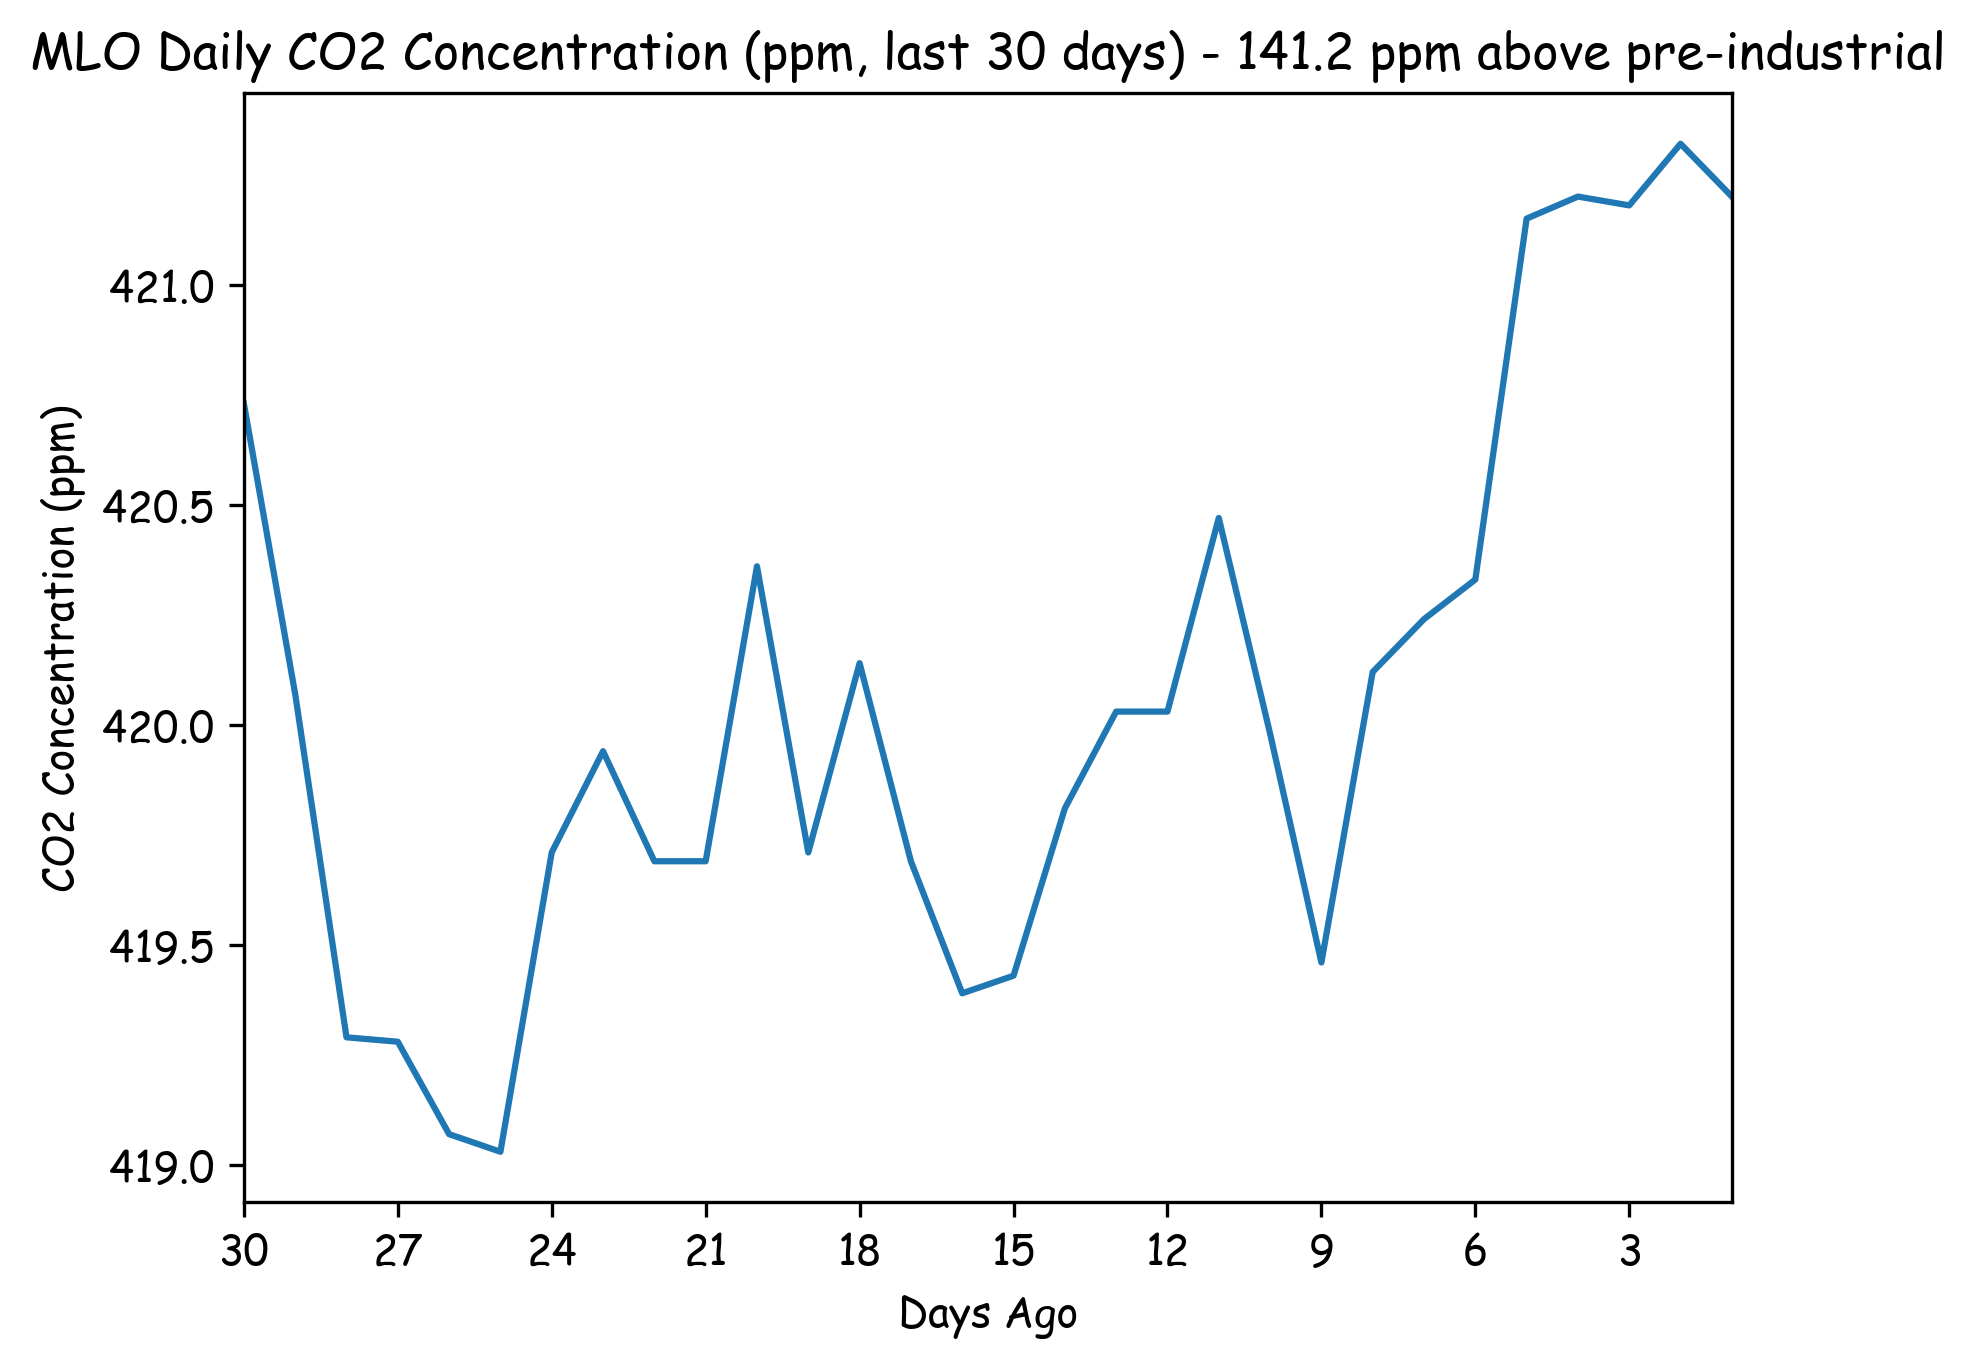 MLO Daily CO2 Concentration (ppm, last 30 days) - 141.2 ppm above pre-industrial
CO2 Concentration (ppm)
421.0
420.5
420.0
419.5
419.0
30 27 24 21 18 15 12 9 6 3
Days Ago